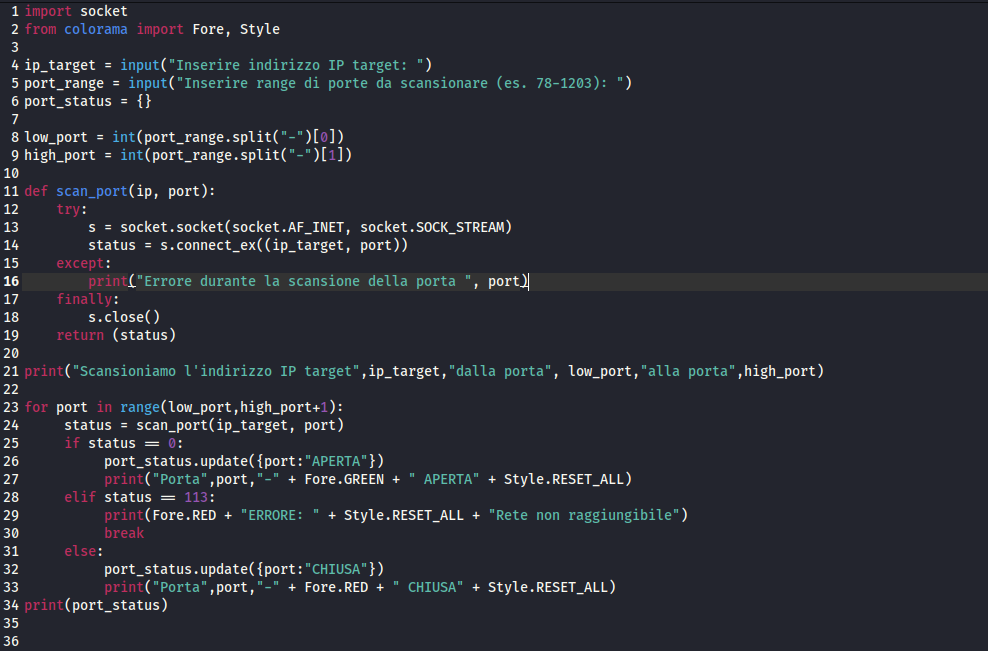 1 import socket
2 from colorama import Fore, Style
3
4 ip_target = input("Inserire indirizzo IP target: ")
5 port_range = input("Inserire range di porte da scansionare (es. 78-1203): ")
6 port_status = {}
7
8 low_port = int(port_range.split("-")[0])
9 high_port = int(port_range.split("-")[1])
10
11 def scan_port(ip, port):
12     try:
13         s = socket.socket(socket.AF_INET, socket.SOCK_STREAM)
14         status = s.connect_ex((ip_target, port))
15     except:
16         print("Errore durante la scansione della porta ", port)
17     finally:
18         s.close()
19     return (status)
20
21 print("Scansioniamo l'indirizzo IP target",ip_target,"dalla porta", low_port,"alla porta",high_port)
22
23 for port in range(low_port,high_port+1):
24      status = scan_port(ip_target, port)
25      if status == 0:
26           port_status.update({port:"APERTA"})
27           print("Porta",port,"-" + Fore.GREEN + " APERTA" + Style.RESET_ALL)
28      elif status == 113:
29           print(Fore.RED + "ERRORE: " + Style.RESET_ALL + "Rete non raggiungibile")
30           break
31      else:
32           port_status.update({port:"CHIUSA"})
33           print("Porta",port,"-" + Fore.RED + " CHIUSA" + Style.RESET_ALL)
34 print(port_status)
35
36